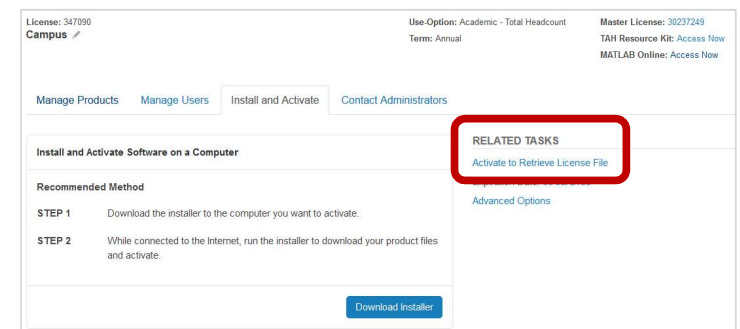 License: 347090
Campus
Use-Option: Academic - Total Headcount
Term: Annual
Master License: 30237249
TAH Resource Kit: Access Now
MATLAB Online: Access Now
Manage Products
Manage Users
Install and Activate
Contact Administrators
Install and Activate Software on a Computer
Recommended Method
STEP 1 Download the installer to the computer you want to activate.
STEP 2 While connected to the Internet, run the installer to download your product files
and activate.
Download Installer
RELATED TASKS
Activate to Retrieve License File
Advanced Options